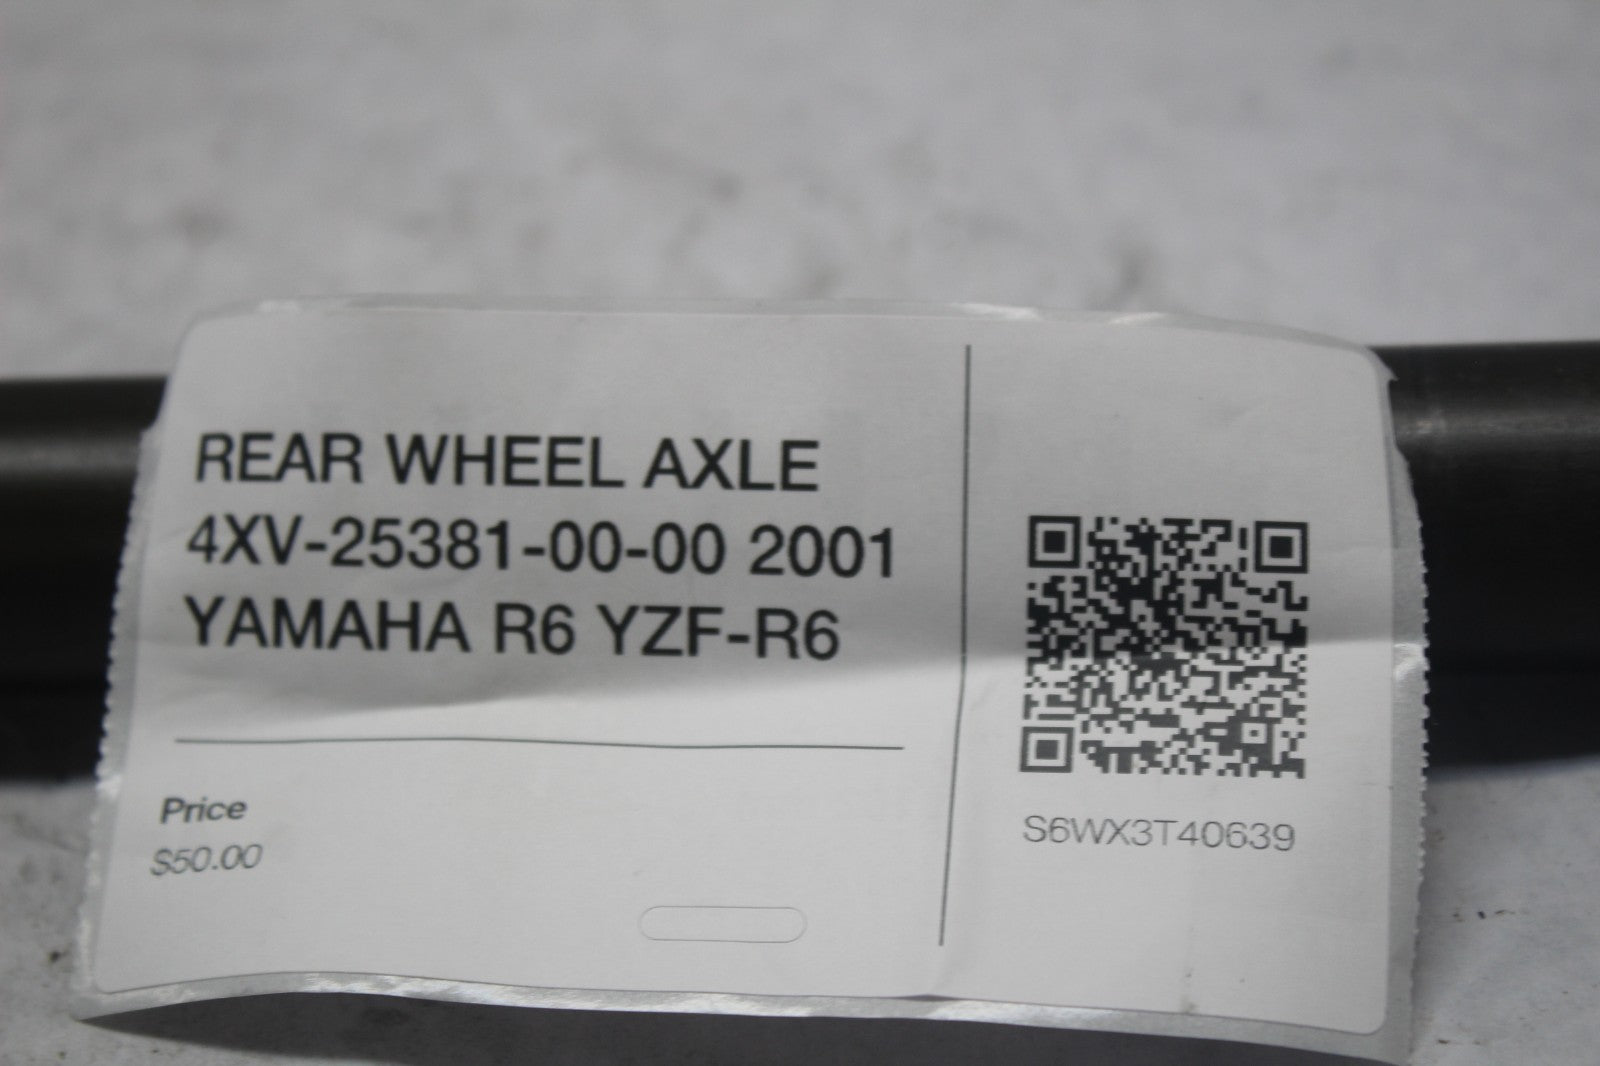 REAR WHEEL AXLE
4XV-25381-00-00 2001
YAMAHA R6 YZF-R6
Price
$50.00
S6WX3T40639